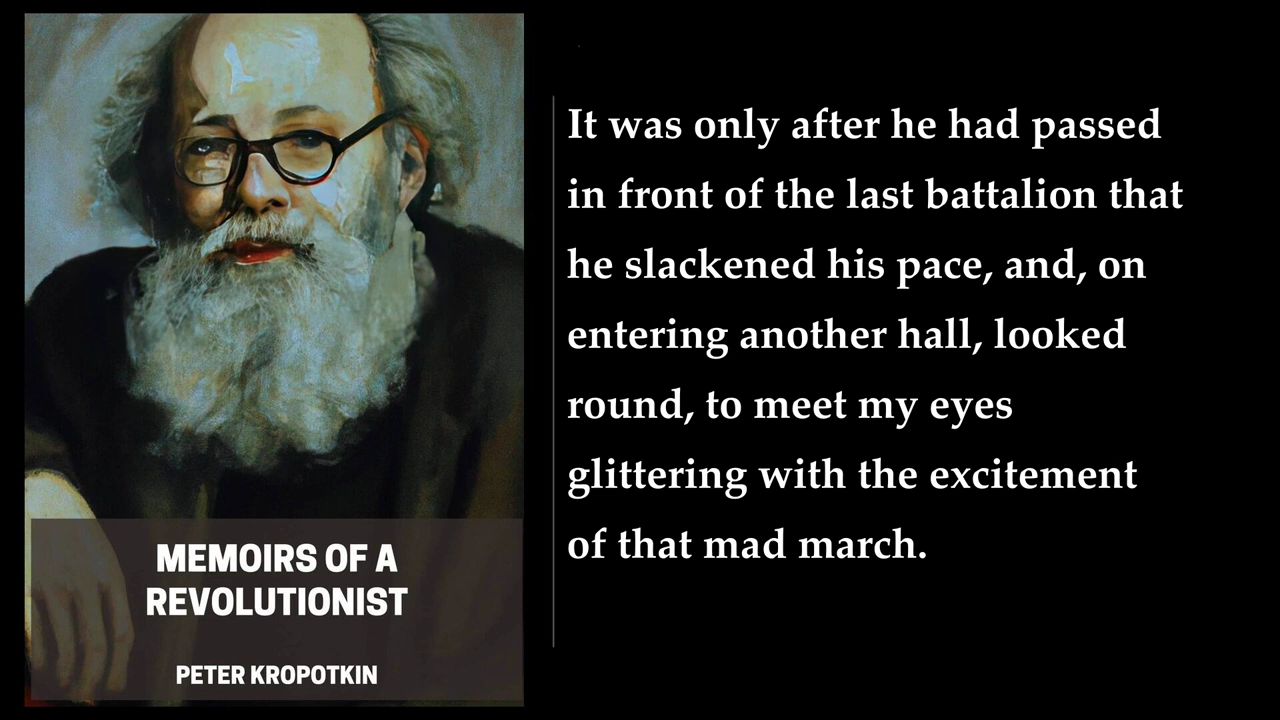 MEMOIRS OF A
REVOLUTIONIST
PETER KROPOTKIN
It was only after he had passed
in front of the last battalion that
he slackened his pace, and, on
entering another hall, looked
round, to meet my eyes
glittering with the excitement
of that mad march.